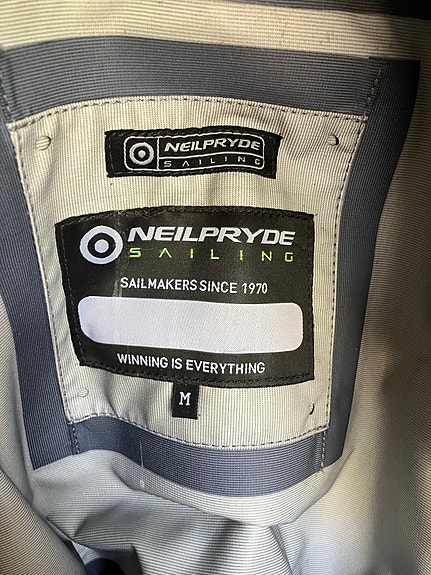 NEILPRYDE
SAILING
NEILPRYDE
SAILING
SAILMAKERS SINCE 1970
WINNING IS EVERYTHING
M